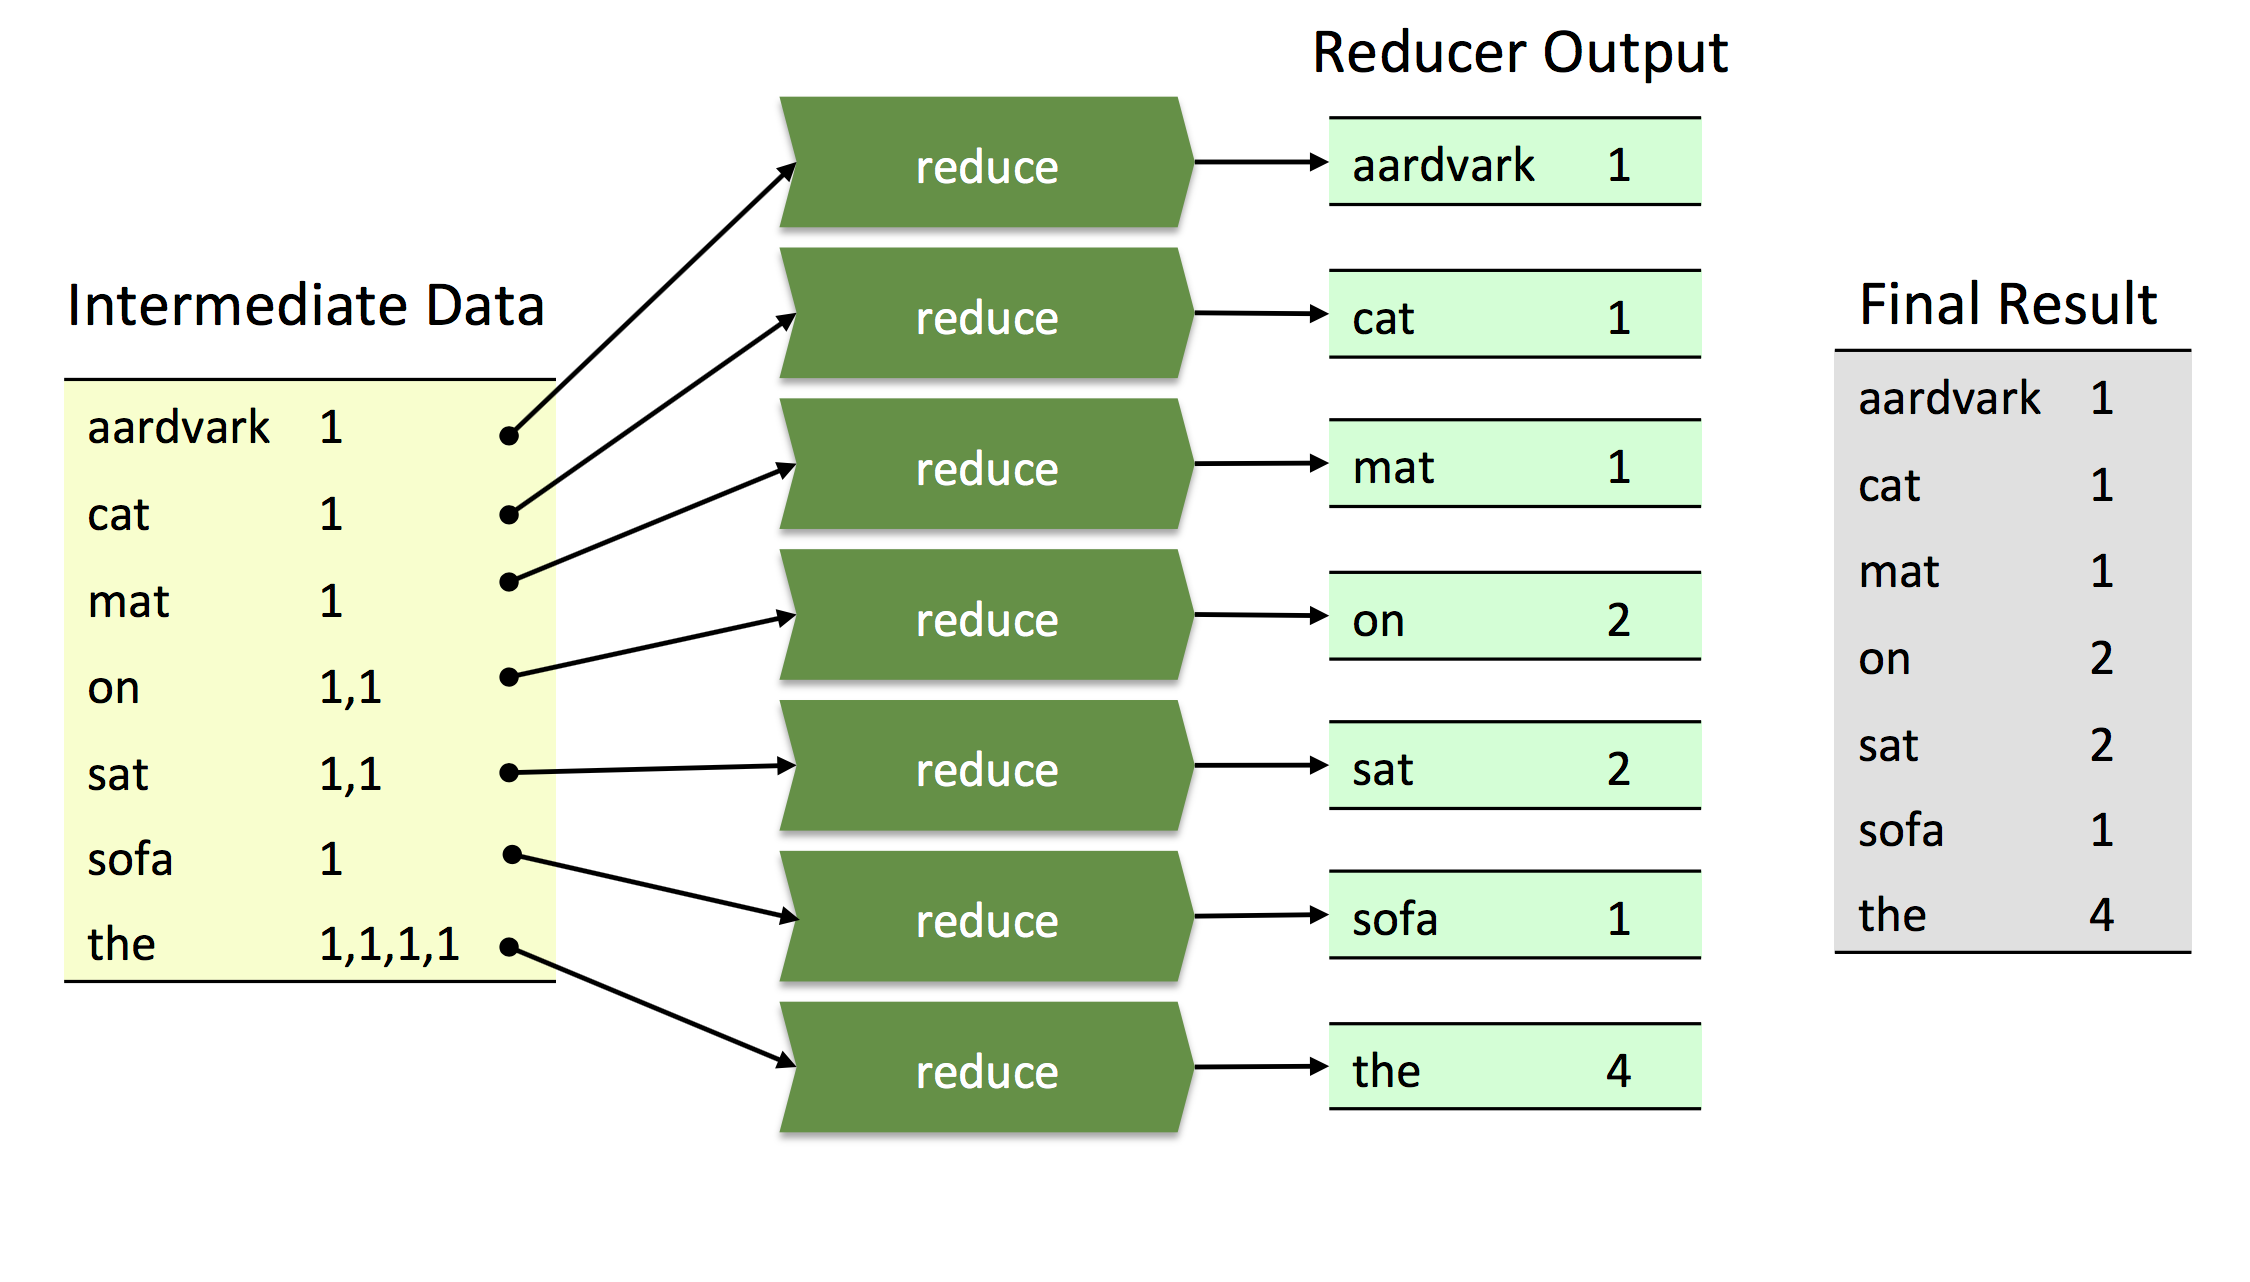 Intermediate Data
aardvark 1
cat 1
mat 1
on 1,1
sat 1,1
sofa 1
the 1,1,1,1
reduce
reduce
reduce
reduce
reduce
reduce
reduce
Reducer Output
aardvark 1
cat 1
mat 1
on 2
sat 2
sofa 1
the 4
Final Result
aardvark 1
cat 1
mat 1
on 2
sat 2
sofa 1
the 4